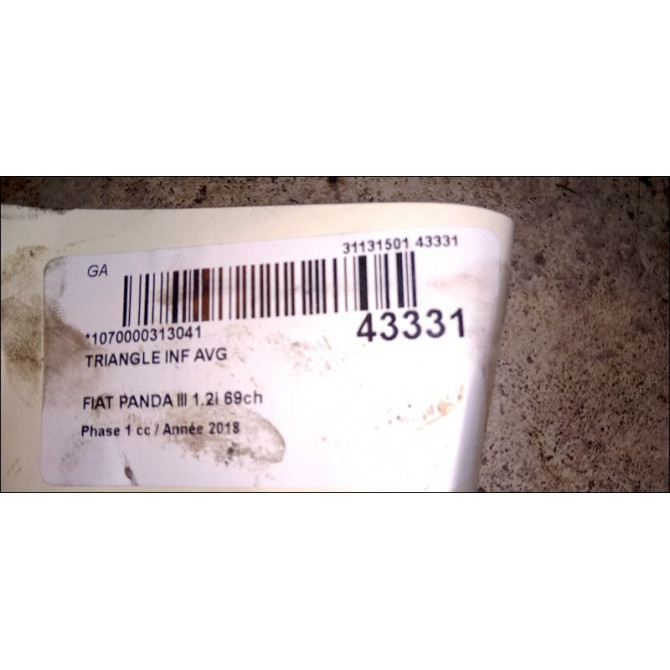 31131501 43331
GA
*1070000313041
43331
TRIANGLE INF AVG
FIAT PANDA III 1.2i 69ch
Phase 1 cc / Année 2018